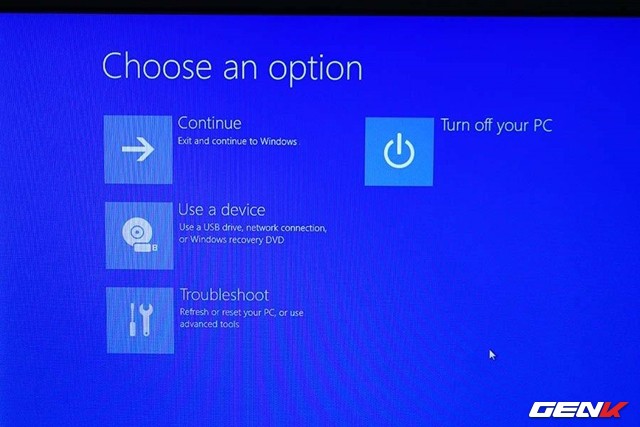 Choose an option
Continue
Exit and continue to Windows
Use a device
Use a USB drive, network connection,
or Windows recovery DVD
Troubleshoot
Refresh or reset your PC, or use
advanced tools
Turn off your PC
GENK